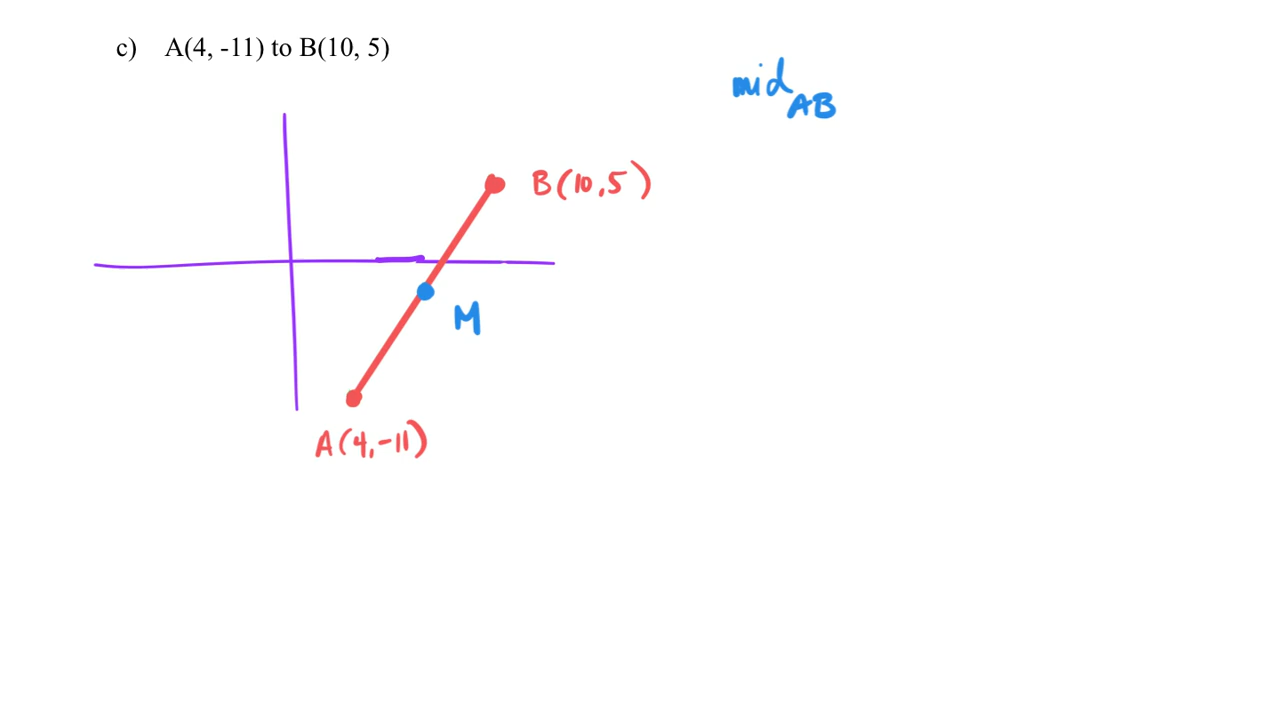 c) A(4, -11) to B(10, 5)
mid AB
B(10,5)
M
A(4,-11)